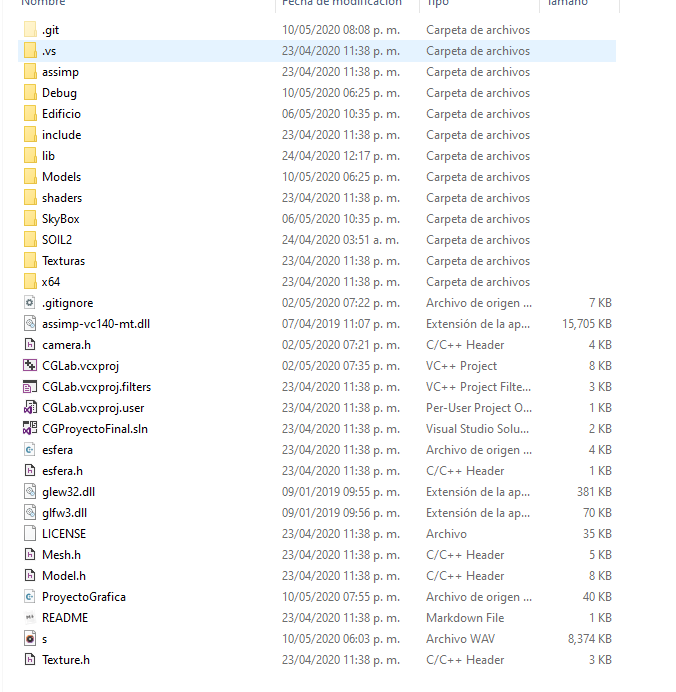 Nombre Fecha de modificación Tipo Tamaño
.git 10/05/2020 08:08 p. m. Carpeta de archivos
.vs 23/04/2020 11:38 p. m. Carpeta de archivos
assimp 23/04/2020 11:38 p. m. Carpeta de archivos
Debug 10/05/2020 06:25 p. m. Carpeta de archivos
Edificio 06/05/2020 10:35 p. m. Carpeta de archivos
include 23/04/2020 11:38 p. m. Carpeta de archivos
lib 24/04/2020 12:17 p. m. Carpeta de archivos
Models 10/05/2020 06:25 p. m. Carpeta de archivos
shaders 23/04/2020 11:38 p. m. Carpeta de archivos
SkyBox 06/05/2020 10:35 p. m. Carpeta de archivos
SOIL2 24/04/2020 03:51 a. m. Carpeta de archivos
Texturas 23/04/2020 11:38 p. m. Carpeta de archivos
x64 23/04/2020 11:38 p. m. Carpeta de archivos
.gitignore 02/05/2020 07:22 p. m. Archivo de origen ... 7 KB
assimp-vc140-mt.dll 07/04/2019 11:07 p. m. Extensión de la ap... 15,705 KB
camera.h 02/05/2020 07:21 p. m. C/C++ Header 4 KB
CGLab.vcxproj 02/05/2020 07:35 p. m. VC++ Project 8 KB
CGLab.vcxproj.filters 23/04/2020 11:38 p. m. VC++ Project Filte... 3 KB
CGLab.vcxproj.user 23/04/2020 11:38 p. m. Per-User Project O... 1 KB
CGProyectoFinal.sln 23/04/2020 11:38 p. m. Visual Studio Solu... 2 KB
esfera 23/04/2020 11:38 p. m. Archivo de origen ... 4 KB
esfera.h 23/04/2020 11:38 p. m. C/C++ Header 1 KB
glew32.dll 09/01/2019 09:55 p. m. Extensión de la ap... 381 KB
glfw3.dll 09/01/2019 09:56 p. m. Extensión de la ap... 70 KB
LICENSE 23/04/2020 11:38 p. m. Archivo 35 KB
Mesh.h 23/04/2020 11:38 p. m. C/C++ Header 5 KB
Model.h 23/04/2020 11:38 p. m. C/C++ Header 8 KB
ProyectoGrafica 10/05/2020 07:55 p. m. Archivo de origen ... 40 KB
README 23/04/2020 11:38 p. m. Markdown File 1 KB
s 10/05/2020 06:03 p. m. Archivo WAV 8,374 KB
Texture.h 23/04/2020 11:38 p. m. C/C++ Header 3 KB